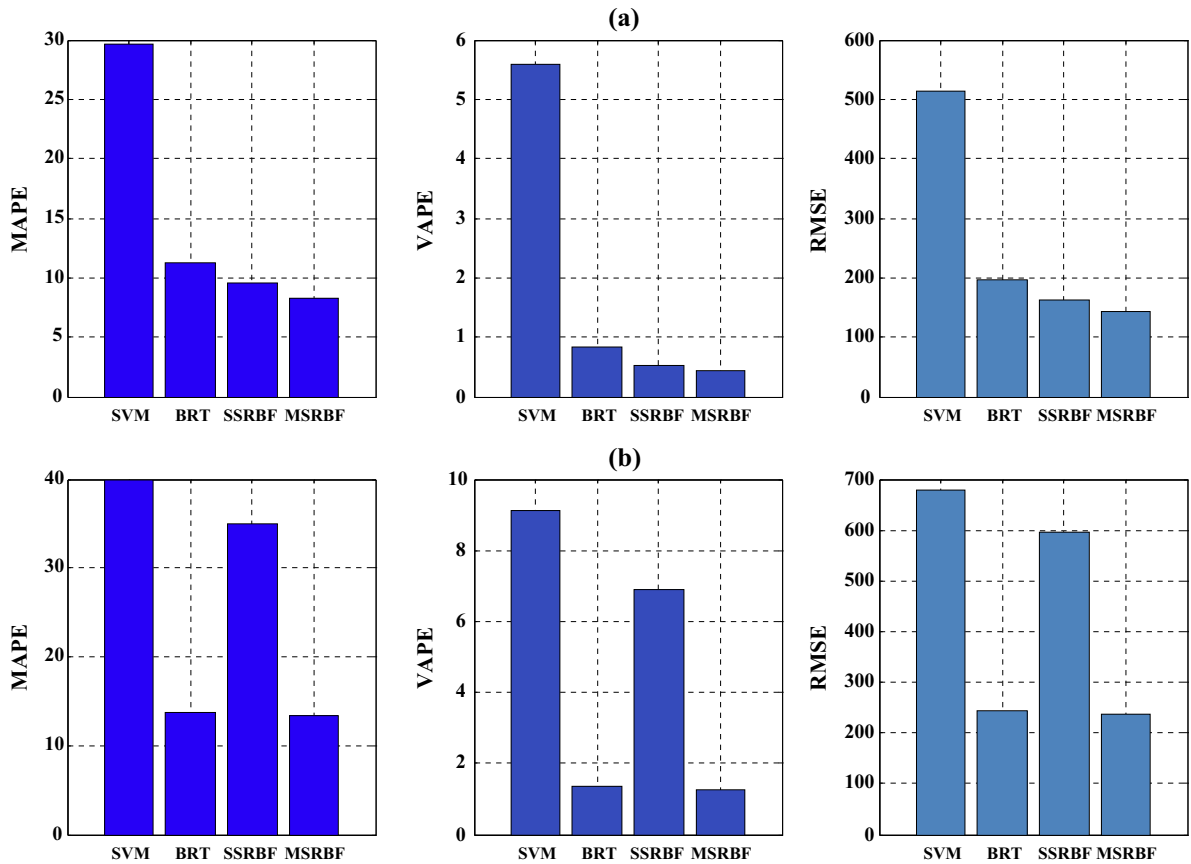 (a)
30
25
20
15
10
5
0
MAPE
SVM BRT SSRBF MSRBF
6
5
4
3
2
1
0
VAPE
SVM BRT SSRBF MSRBF
600
500
400
300
200
100
0
RMSE
SVM BRT SSRBF MSRBF
(b)
40
30
20
10
0
MAPE
SVM BRT SSRBF MSRBF
10
8
6
4
2
0
VAPE
SVM BRT SSRBF MSRBF
700
600
500
400
300
200
100
0
RMSE
SVM BRT SSRBF MSRBF